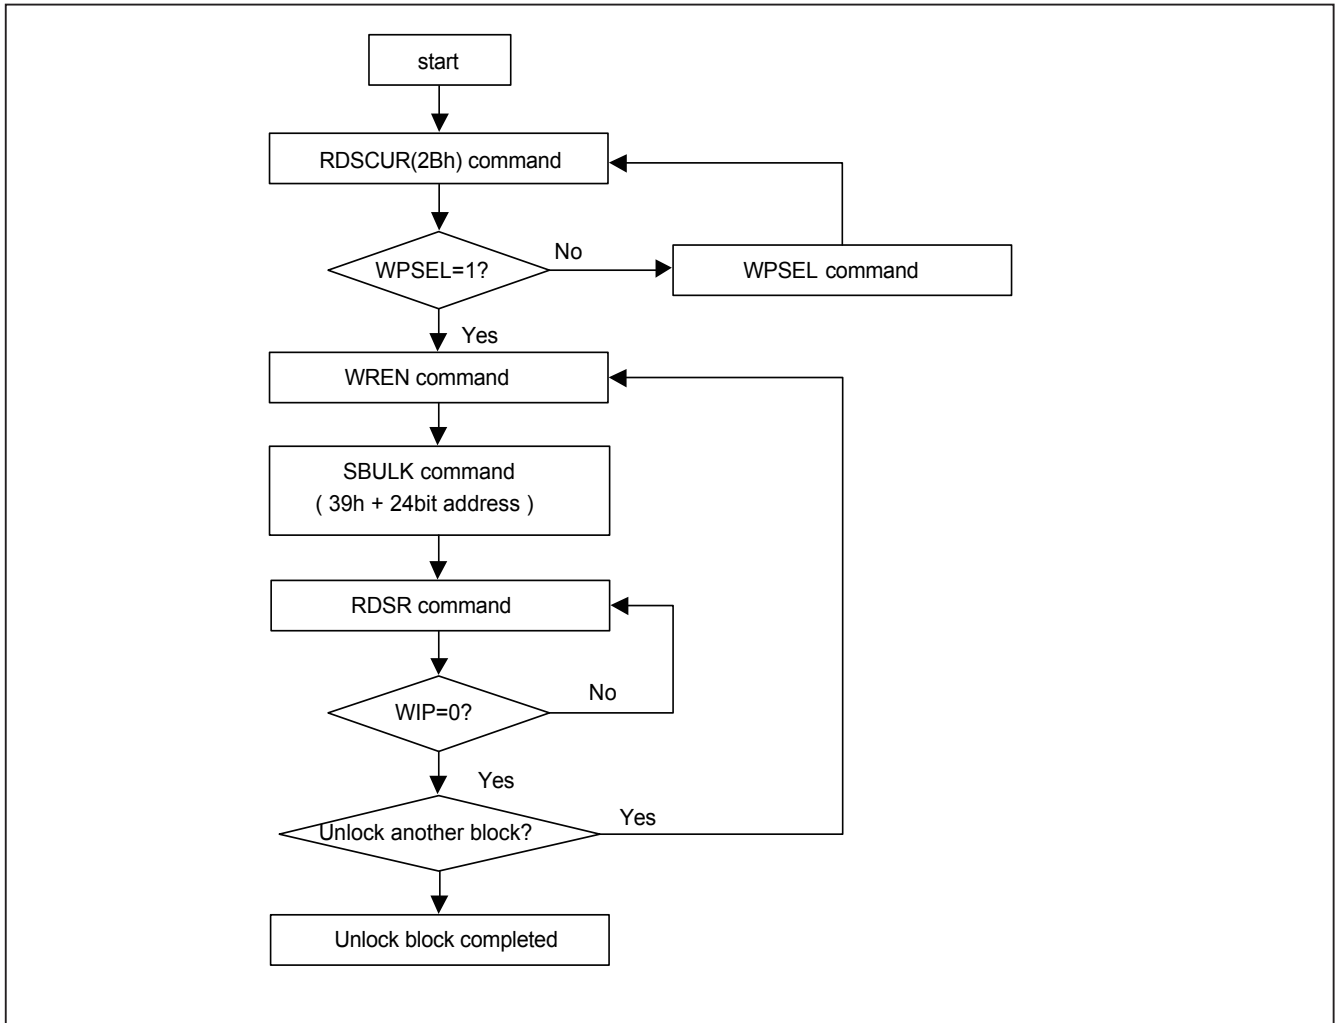 start
RDSCUR(2Bh) command
WPSEL=1?
No
WPSEL command
Yes
WREN command
SBULK command
( 39h + 24bit address )
RDSR command
WIP=0?
No
Yes
Unlock another block?
Yes
Unlock block completed